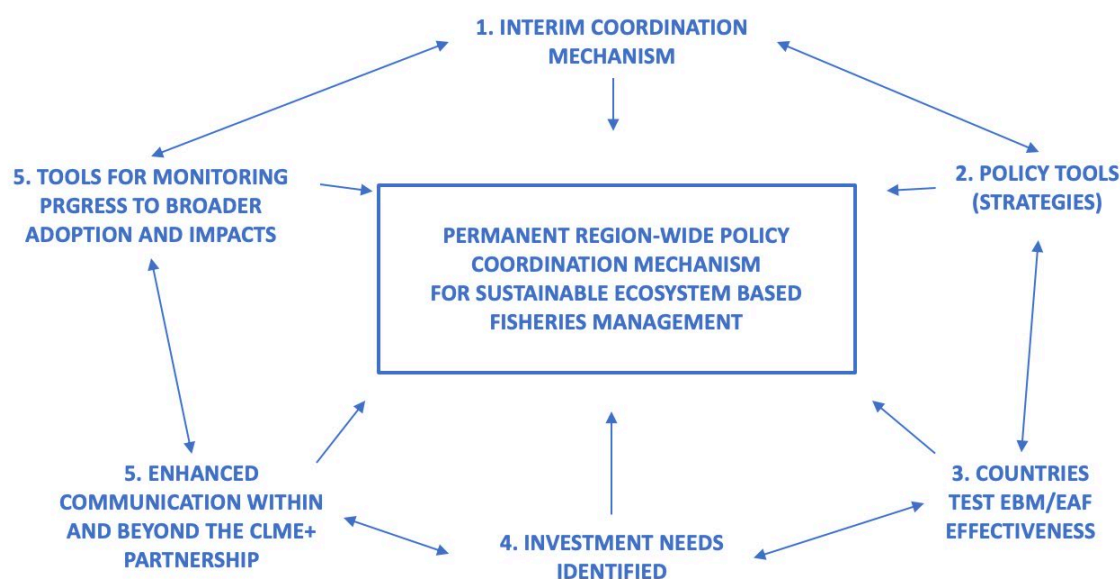 1. INTERIM COORDINATION
MECHANISM
5. TOOLS FOR MONITORING
PRGRESS TO BROADER
ADOPTION AND IMPACTS
2. POLICY TOOLS
(STRATEGIES)
PERMANENT REGION-WIDE POLICY
COORDINATION MECHANISM
FOR SUSTAINABLE ECOSYSTEM BASED
FISHERIES MANAGEMENT
5. ENHANCED
COMMUNICATION WITHIN
AND BEYOND THE CLME+
PARTNERSHIP
4. INVESTMENT NEEDS
IDENTIFIED
3. COUNTRIES
TEST EBM/EAF
EFFECTIVENESS